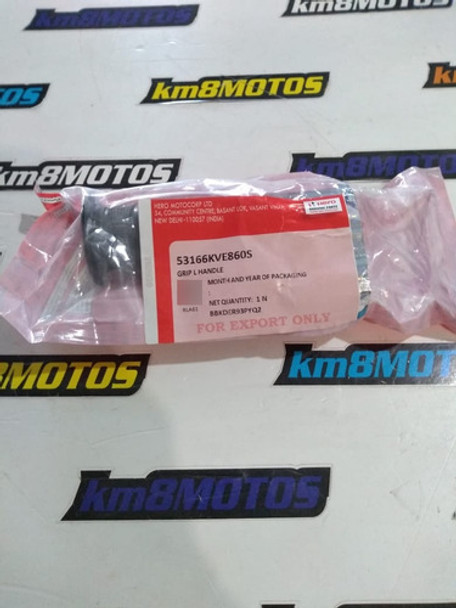 km8MOTOS
km8MOTOS
km8MOTOS
km8MOTOS
HERO MOTOCORP LTD
34, COMMUNITY CENTRE, BASANT LOK, VASANT VIHAR
NEW DELHI-110057 (INDIA)
53166KVE860S
GRIP L HANDLE
MONTH AND YEAR OF PACKAGING
NET QUANTITY: 1 N
FOR EXPORT ONLY
km8MOTOS
km8MOTOS
km8MOTOS